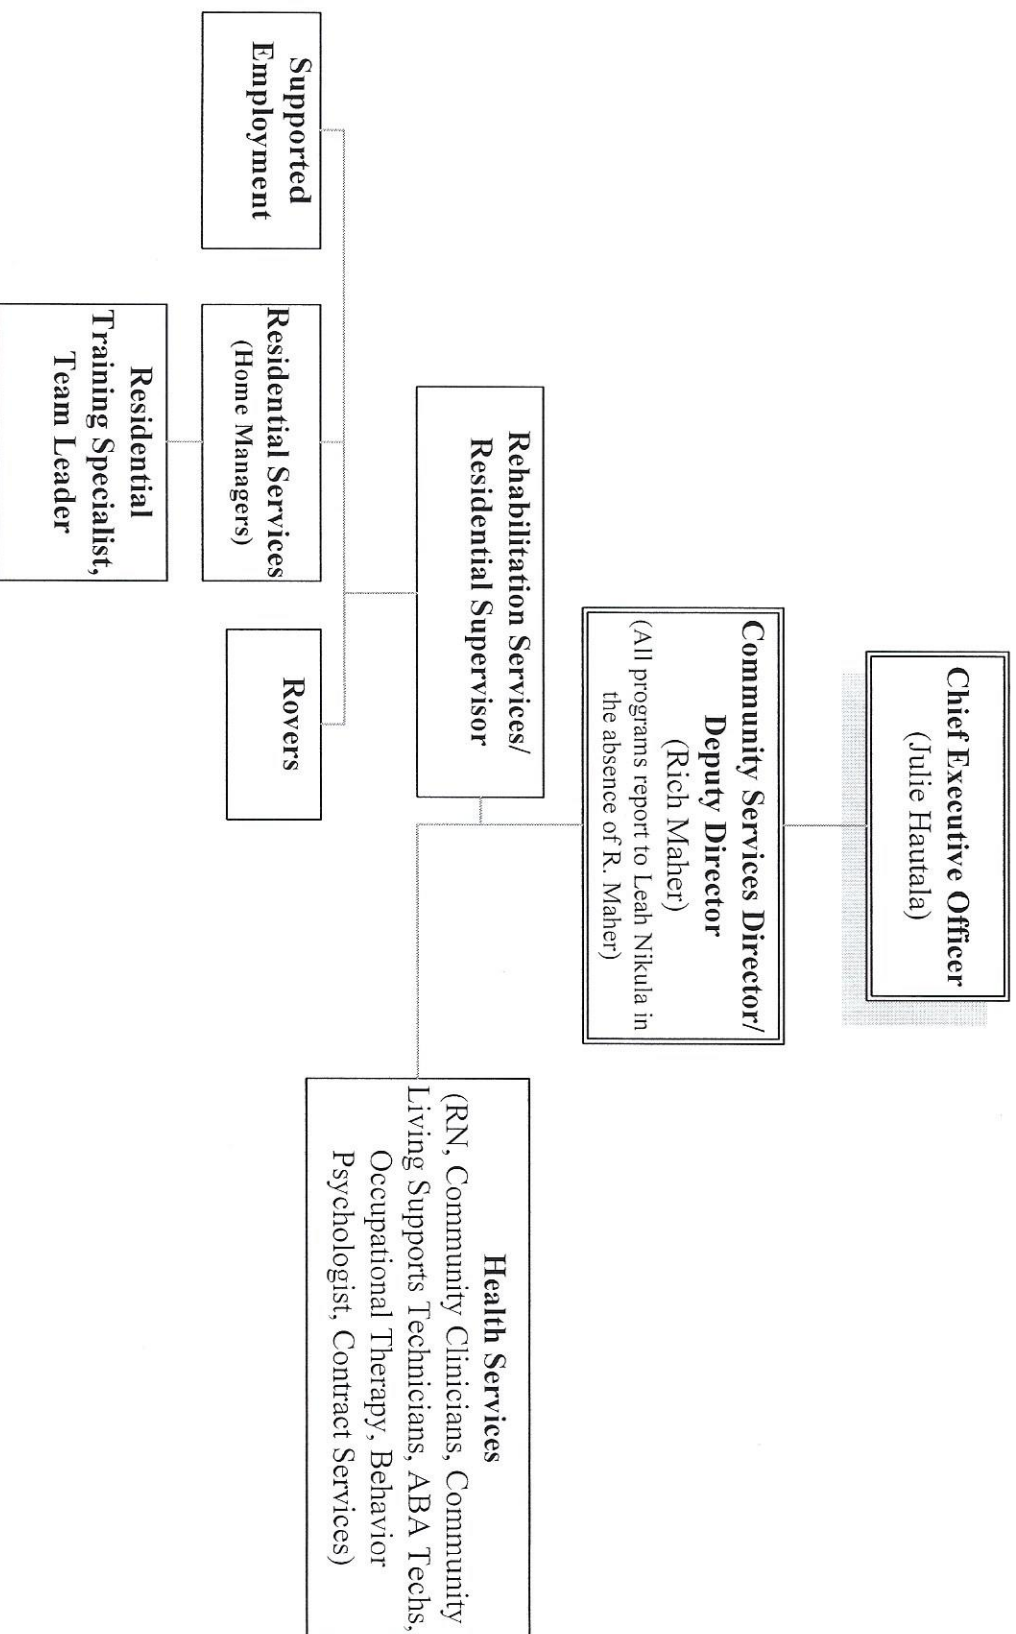 Chief Executive Officer
(Julie Hautala)
Community Services Director/
Deputy Director
(Rich Maher)
(All programs report to Leah Nikula in
the absence of R. Maher)
Rehabilitation Services/
Residential Supervisor
Health Services
(RN, Community Clinicians, Community
Living Supports Technicians, ABA Techs,
Occupational Therapy, Behavior
Psychologist, Contract Services)
Supported
Employment
Residential Services
(Home Managers)
Rovers
Residential
Training Specialist,
Team Leader